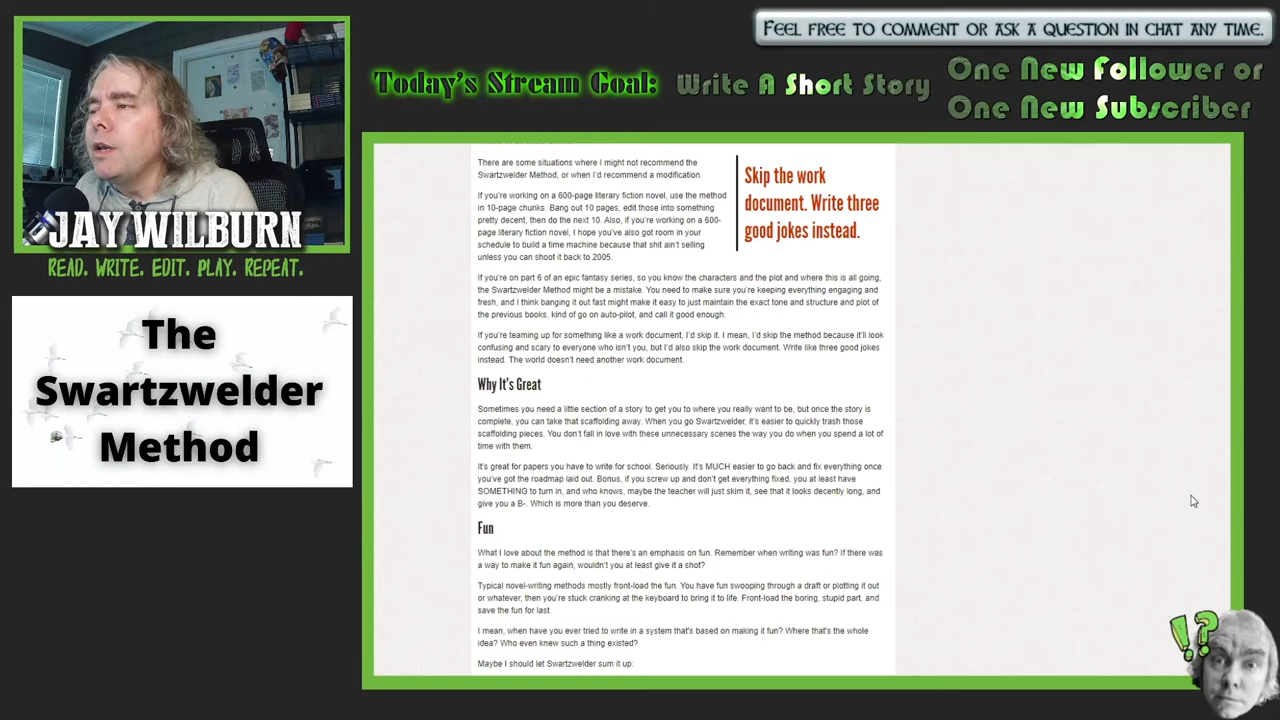 FEEL FREE TO COMMENT OR ASK A QUESTION IN CHAT ANY TIME.
Today's Stream Goal:
Write A Short Story
One New Follower or
One New Subscriber
JAY WILBURN
READ. WRITE. EDIT. PLAY. REPEAT.
The
Swartzwelder
Method
There are some situations where I might not recommend the
Swartzwelder Method, or when I'd recommend a modification.
If you're working on a 600-page literary fiction novel, use the method
in 10-page chunks. Bang out 10 pages, edit those into something
pretty decent, then do the next 10. Also, if you're working on a 600-
page literary fiction novel, I hope you've also got room in your
schedule to build a time machine because that shit ain't selling
unless you can shoot it back to 2005.
Skip the work
document. Write three
good jokes instead.
If you're on part 6 of an epic fantasy series, so you know the characters and the plot and where this is all going,
the Swartzwelder Method might be a mistake. You need to make sure you're keeping everything engaging and
fresh, and I think banging it out fast might make it easy to just maintain the exact tone and structure and plot of
the previous books, kind of go on auto-pilot, and call it good enough.
If you're teaming up for something like a work document, I'd skip it. I mean, I'd skip the method because it'll look
confusing and scary to everyone who isn't you, but I'd also skip the work document. Write like three good jokes
instead. The world doesn't need another work document.
Why It's Great
Sometimes you need a little section of a story to get you to where you really want to be, but once the story is
complete, you can take that scaffolding away. When you go Swartzwelder, it's easier to quickly trash those
scaffolding pieces. You don't fall in love with these unnecessary scenes the way you do when you spend a lot of
time with them.
It's great for papers you have to write for school. Seriously. It's MUCH easier to go back and fix everything once
you've got the roadmap laid out. Bonus, if you screw up and don't get everything fixed, you at least have
SOMETHING to turn in, and who knows, maybe the teacher will just skim it, see that it looks decently long, and
give you a B-. Which is more than you deserve.
Fun
What I love about the method is that there's an emphasis on fun. Remember when writing was fun? If there was
a way to make it fun again, wouldn't you at least give it a shot?
Typical novel-writing methods mostly front-load the fun. You have fun swooping through a draft or plotting it out
or whatever, then you're stuck cranking at the keyboard to bring it to life. Front-load the boring, stupid part, and
save the fun for last.
I mean, when have you ever tried to write in a system that's based on making it fun? Where that's the whole
idea? Who even knew such a thing existed?
Maybe I should let Swartzwelder sum it up:
!?